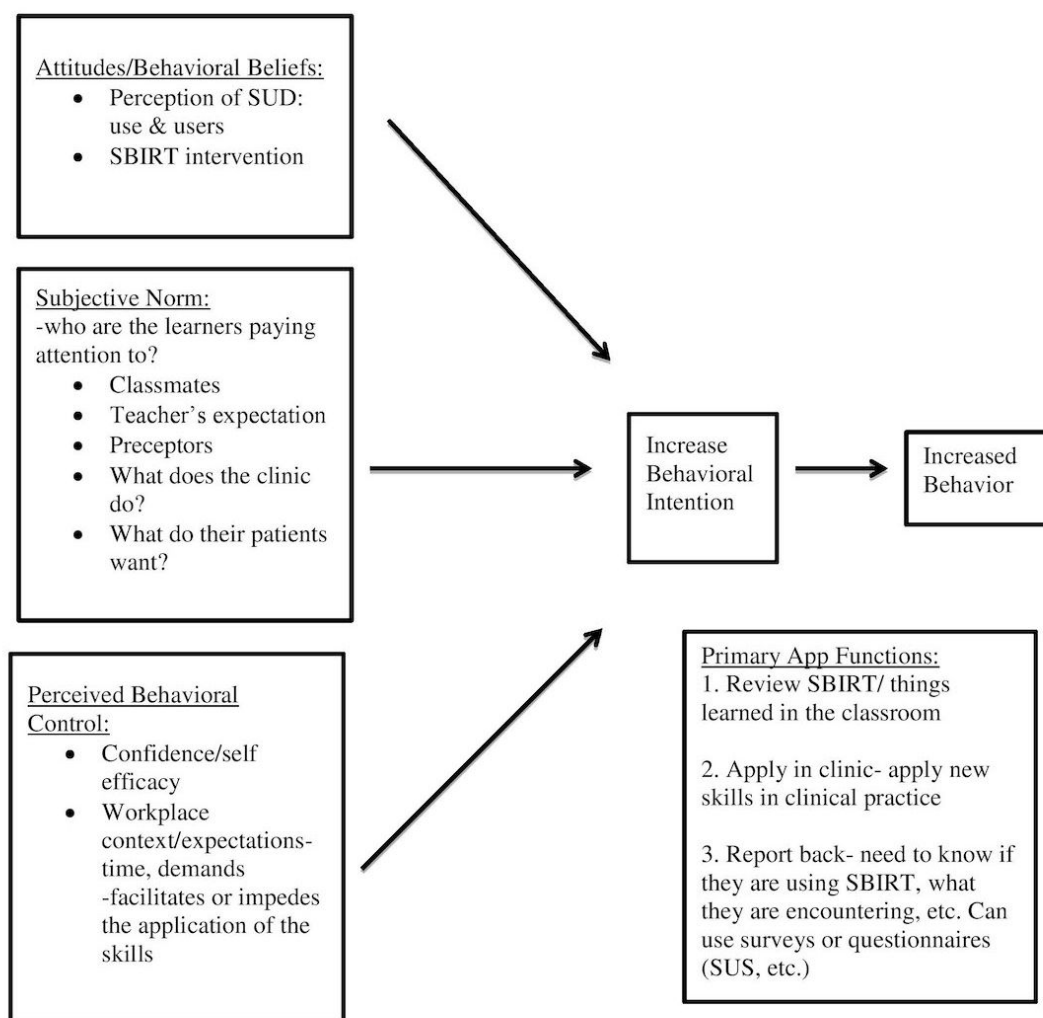 Attitudes/Behavioral Beliefs:
• Perception of SUD:
use & users
• SBIRT intervention
Subjective Norm:
-who are the learners paying
attention to?
• Classmates
• Teacher's expectation
• Preceptors
• What does the clinic
do?
• What do their patients
want?
Perceived Behavioral
Control:
• Confidence/self
efficacy
• Workplace
context/expectations-
time, demands
-facilitates or impedes
the application of the
skills
Increase
Behavioral
Intention
Increased
Behavior
Primary App Functions:
1. Review SBIRT/ things
learned in the classroom
2. Apply in clinic- apply new
skills in clinical practice
3. Report back- need to know if
they are using SBIRT, what
they are encountering, etc. Can
use surveys or questionnaires
(SUS, etc.)